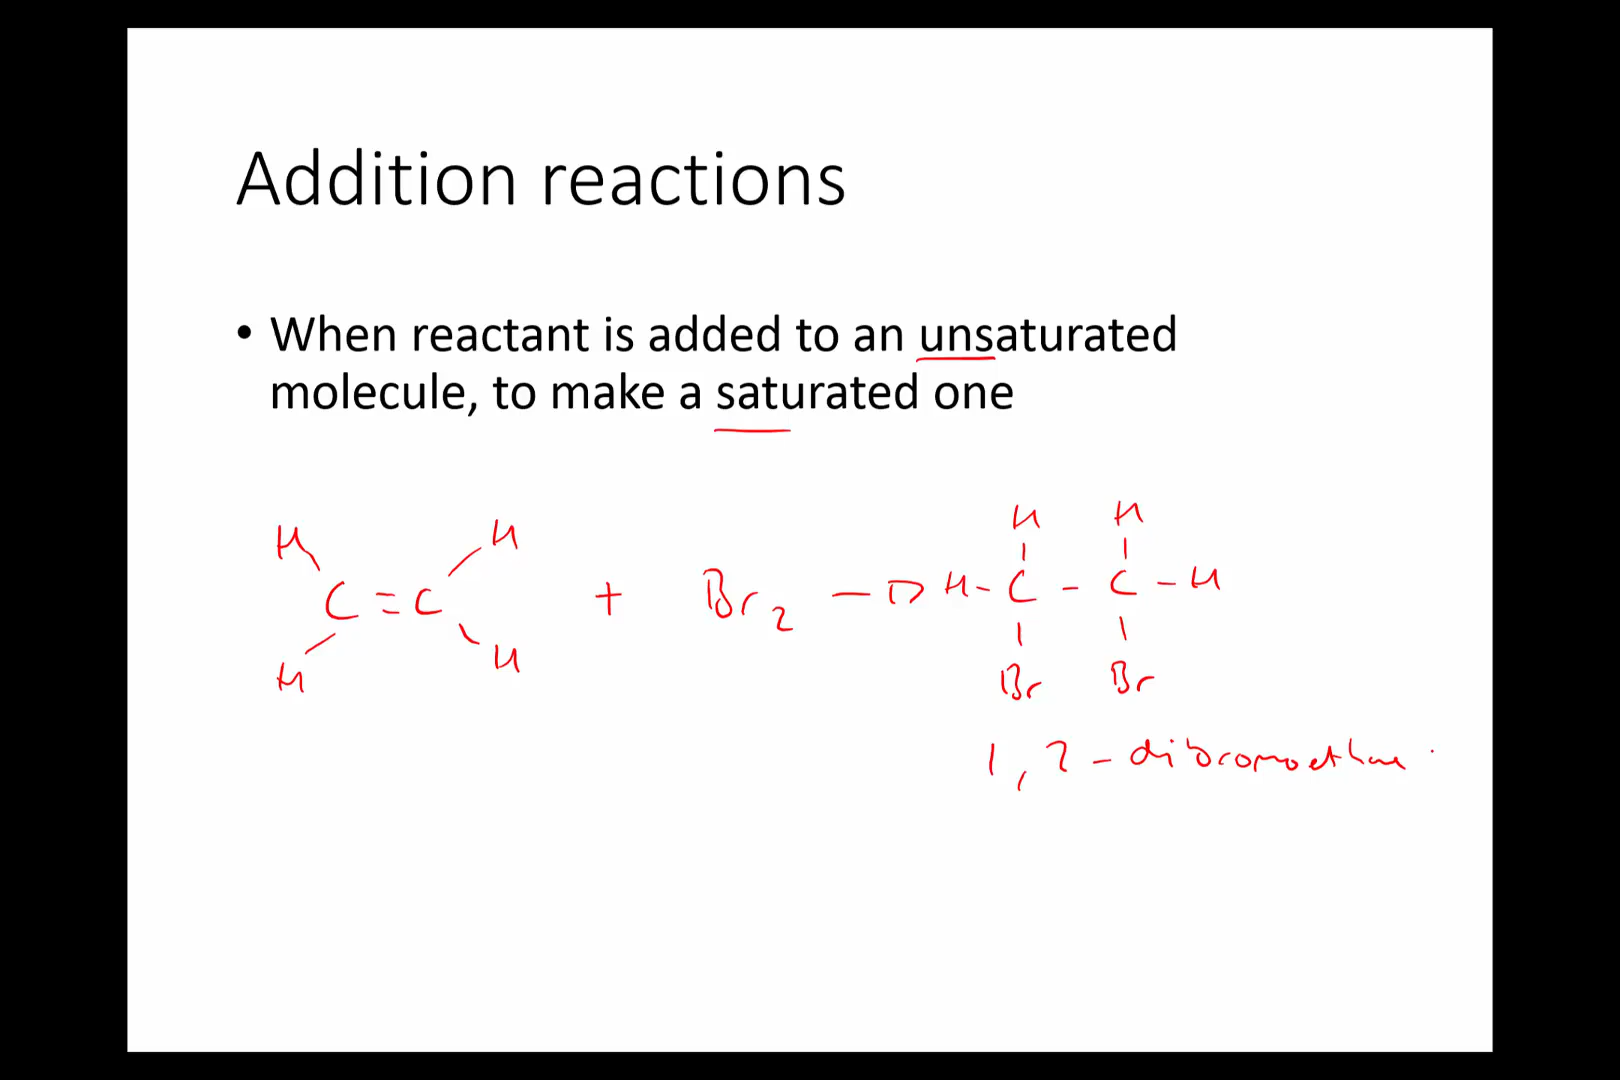 Addition reactions
• When reactant is added to an unsaturated
molecule, to make a saturated one
H H H H
C = C + Br2 → H - C - C - H
H H Br Br
1, 2 - dibromoethane